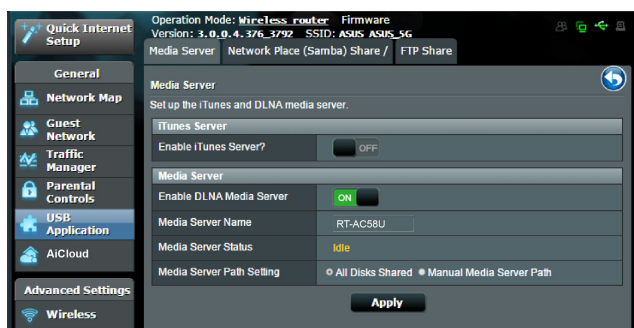 Quick Internet
Setup
Operation Mode: Wireless router Firmware
Version: 3.0.0.4.376_3792 SSID: ASUS ASUS_5G
Media Server Network Place (Samba) Share / FTP Share
General
Network Map
Guest
Network
Traffic
Manager
Parental
Controls
USB
Application
AiCloud
Advanced Settings
Wireless
Media Server
Set up the iTunes and DLNA media server.
iTunes Server
Enable iTunes Server? OFF
Media Server
Enable DLNA Media Server ON
Media Server Name RT-AC58U
Media Server Status Idle
Media Server Path Setting All Disks Shared Manual Media Server Path
Apply